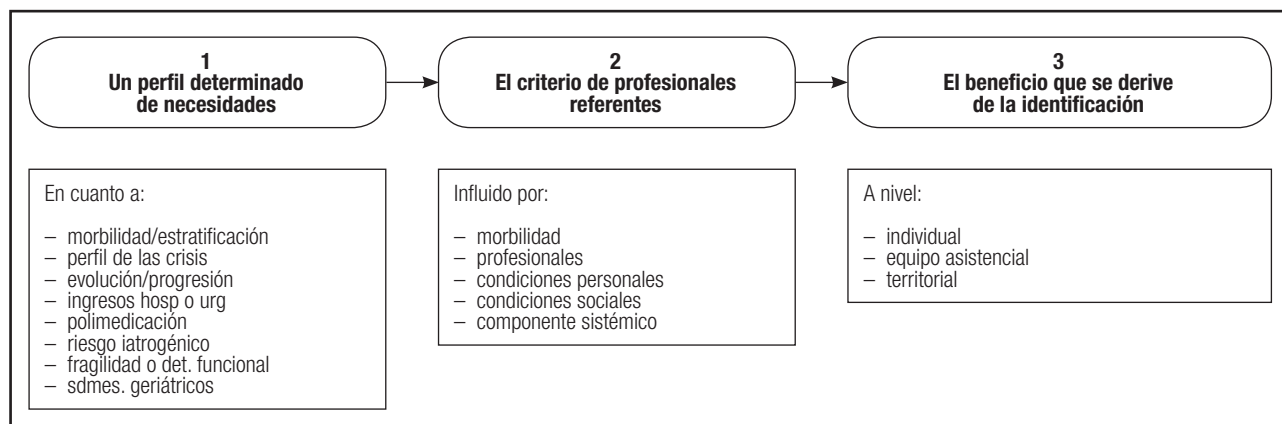 1
Un perfil determinado
de necesidades
2
El criterio de profesionales
referentes
3
El beneficio que se derive
de la identificación
En cuanto a:
– morbilidad/estratificación
– perfil de las crisis
– evolución/progresión
– ingresos hosp o urg
– polimedicación
– riesgo iatrogénico
– fragilidad o det. funcional
– sdmes. geriátricos
Influido por:
– morbilidad
– profesionales
– condiciones personales
– condiciones sociales
– componente sistémico
A nivel:
– individual
– equipo asistencial
– territorial